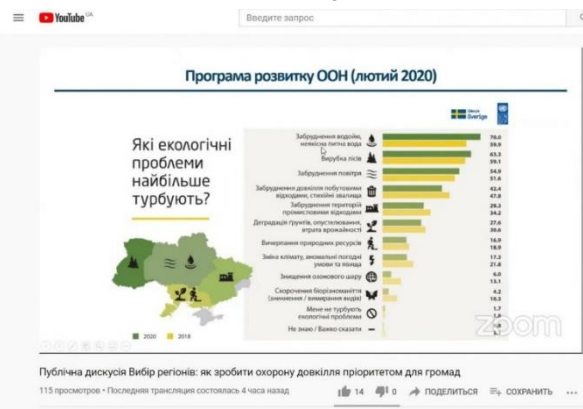 YouTube UA
Введите запрос
Програма розвитку ООН (лютий 2020)
Sverige
Які екологічні
проблеми
найбільше
турбують?
Забруднення водойм,
неякісна питна вода
70.0
59.9
Вирубка лісів
63.3
59.1
Забруднення повітря
54.9
51.6
Забруднення довкілля побутовими
відходами, стихійні звалища
42.4
47.8
Забруднення територій
промисловими відходами
29.3
34.2
Деградація ґрунтів, опустелювання,
втрата врожайності
27.6
30.6
Вичерпання природних ресурсів
16.9
18.9
Зміна клімату, аномальні погодні
умови та явища
17.3
21.8
Знищення озонового шару
6.0
13.1
Скорочення біорізноманіття
(зниження / вимирання видів)
4.2
10.3
Мене не турбують
екологічні проблеми
1.7
Не знаю / Важко сказати
2020
2018
zoom
Публічна дискусія Вибір регіонів: як зробити охорону довкілля пріоритетом для громад
115 просмотров • Последняя трансляция состоялась 4 часа назад
14
0
ПОДЕЛИТЬСЯ
СОХРАНИТЬ